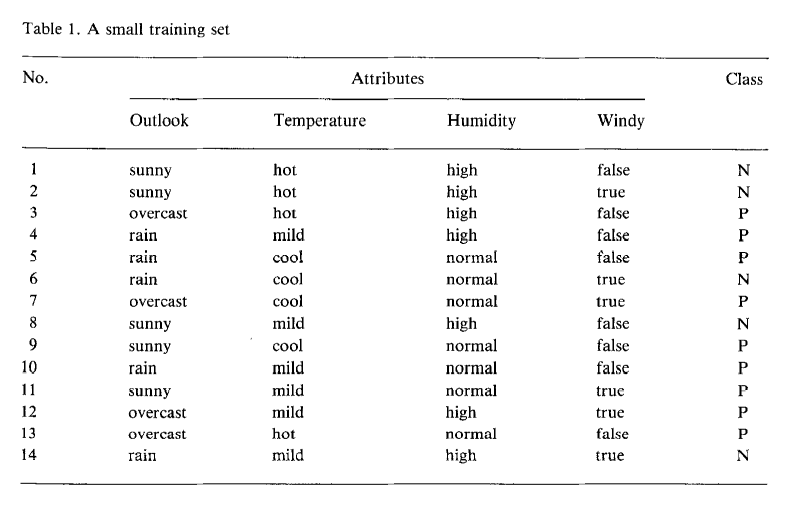 Table 1. A small training set
No. Attributes Class
Outlook Temperature Humidity Windy
1 sunny hot high false N
2 sunny hot high true N
3 overcast hot high false P
4 rain mild high false P
5 rain cool normal false P
6 rain cool normal true N
7 overcast cool normal true P
8 sunny mild high false N
9 sunny cool normal false P
10 rain mild normal false P
11 sunny mild normal true P
12 overcast mild high true P
13 overcast hot normal false P
14 rain mild high true N